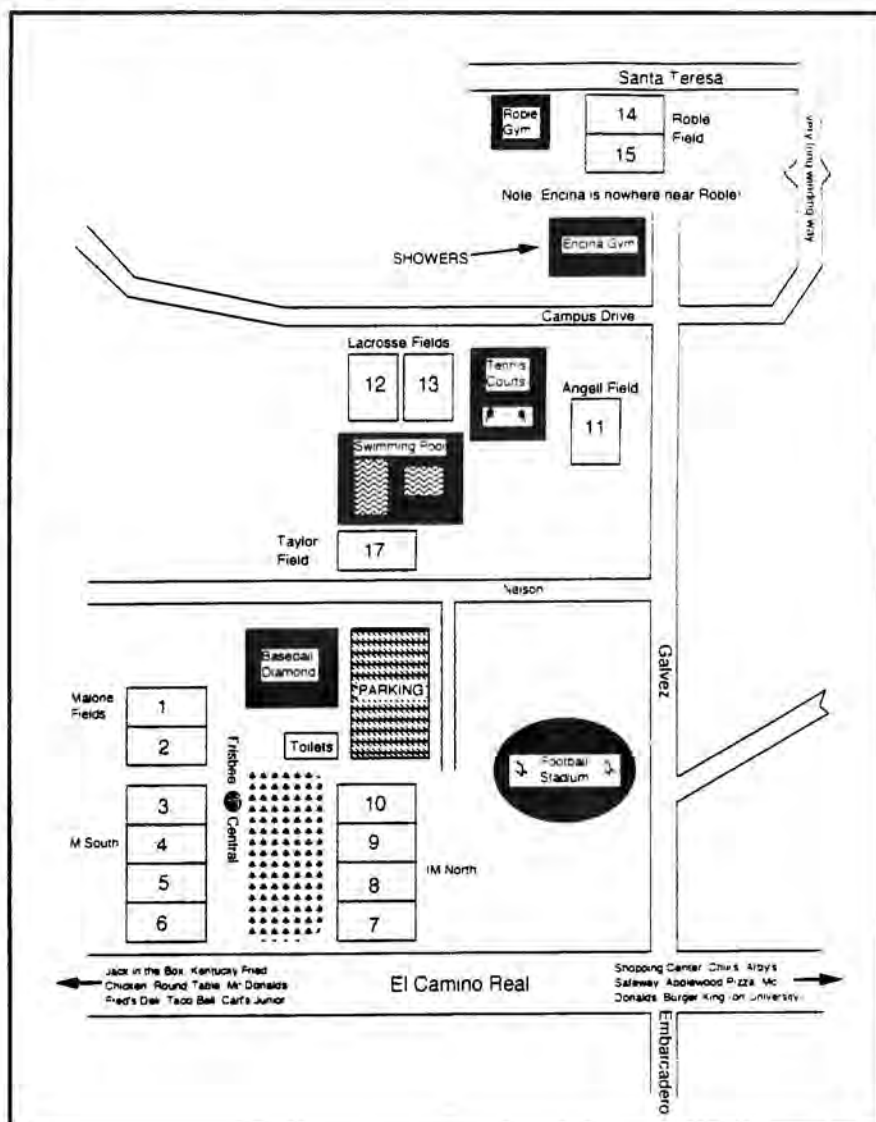 Santa Teresa
Roble
Gym
14
15
Roble
Field
very long winding way
Note: Encina is nowhere near Roble!
SHOWERS
Encina Gym
Campus Drive
Lacrosse Fields
12
13
Tennis
Courts
Angell Field
11
Swimming Pool
Taylor
Field
17
Nelson
Galvez
Baseball
Diamond
PARKING
Malone
Fields
1
2
Toilets
Frisbee Central
Football
Stadium
3
4
5
6
IM South
10
9
8
7
IM North
Jack in the Box, Kentucky Fried
Chicken, Round Table, Mc Donalds
Fred's Deli, Taco Bell, Carl's Junior
El Camino Real
Shopping Center, Chili's, Arby's
Safeway, Applewood Pizza, Mc
Donalds, Burger King (on University)
Embarcadero